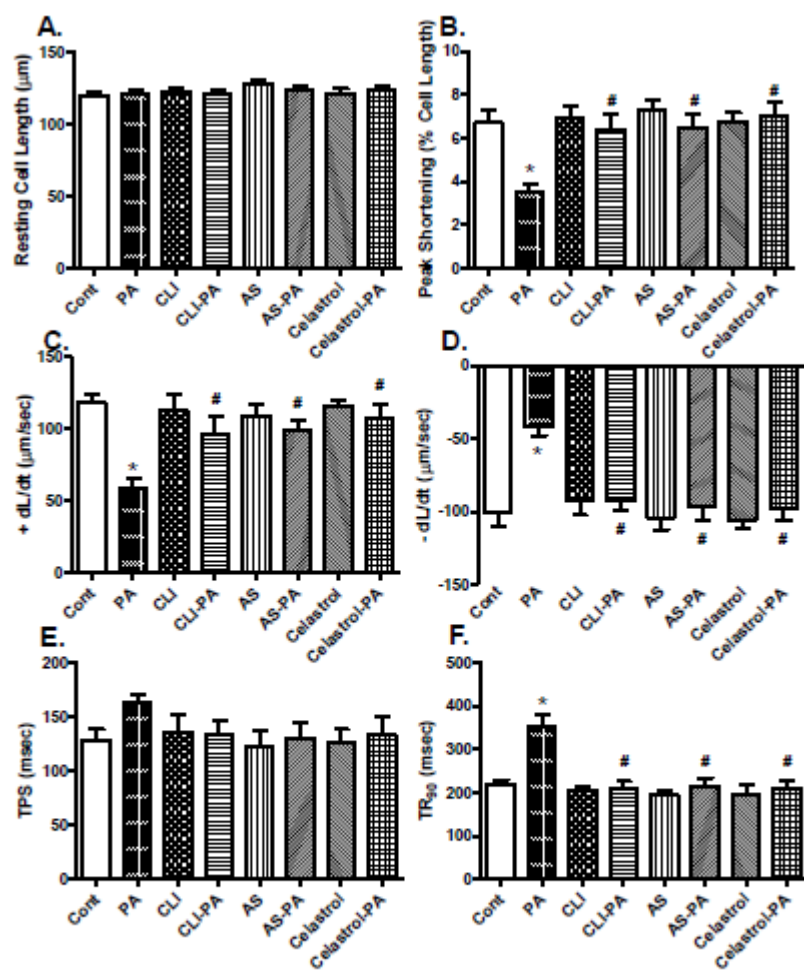 A.
Resting Cell Length (μm)
150
100
50
0
Cont
PA
CLI
CLI-PA
AS
AS-PA
Celastrol
Celastrol-PA
B.
Peak Shortening (% Cell Length)
8
6
4
2
0
*
#
#
#
Cont
PA
CLI
CLI-PA
AS
AS-PA
Celastrol
Celastrol-PA
C.
+ dL/dt (μm/sec)
150
100
50
0
*
#
#
#
Cont
PA
CLI
CLI-PA
AS
AS-PA
Celastrol
Celastrol-PA
D.
- dL/dt (μm/sec)
0
-50
-100
-150
*
#
#
#
Cont
PA
CLI
CLI-PA
AS
AS-PA
Celastrol
Celastrol-PA
E.
TPS (msec)
200
150
100
50
0
Cont
PA
CLI
CLI-PA
AS
AS-PA
Celastrol
Celastrol-PA
F.
TR90 (msec)
500
400
300
200
100
0
*
#
#
#
Cont
PA
CLI
CLI-PA
AS
AS-PA
Celastrol
Celastrol-PA